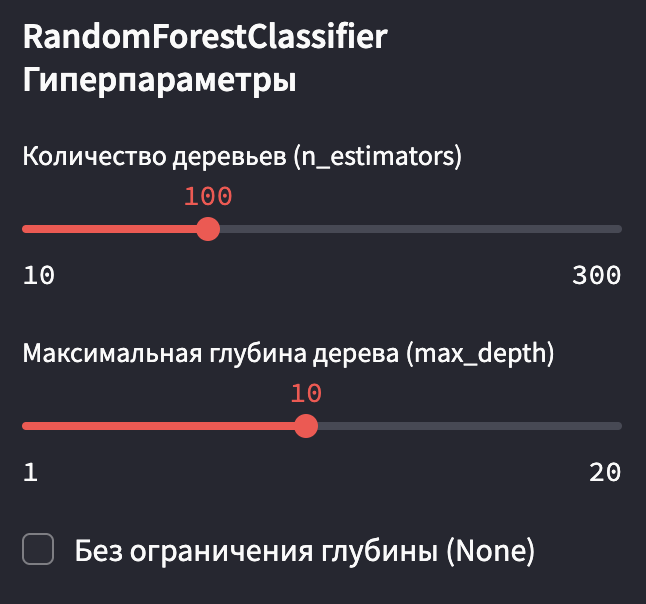 RandomForestClassifier
Гиперпараметры
Количество деревьев (n_estimators)
100
10 300
Максимальная глубина дерева (max_depth)
10
1 20
Без ограничения глубины (None)